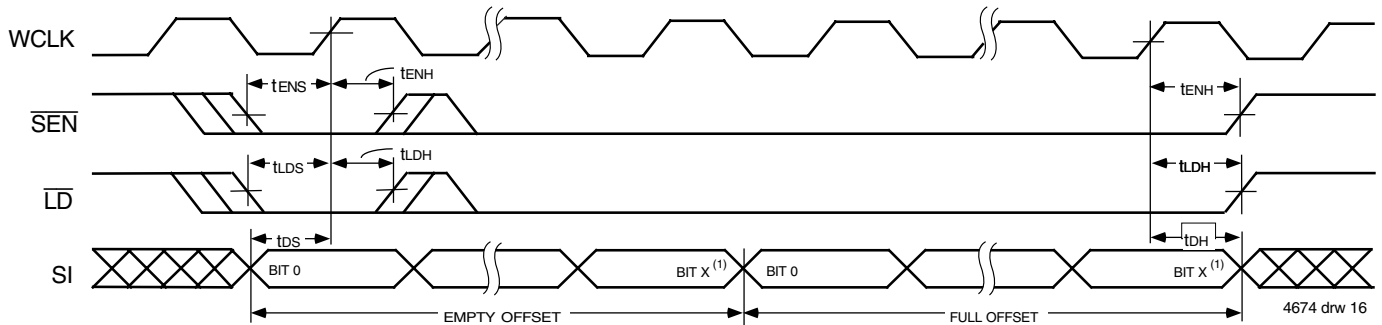 WCLK
tENS
tENH
tENH
SEN
tLDS
tLDH
tLDH
LD
tDS
tDH
SI
BIT 0
BIT X (1)
BIT 0
BIT X (1)
EMPTY OFFSET
FULL OFFSET
4674 drw 16